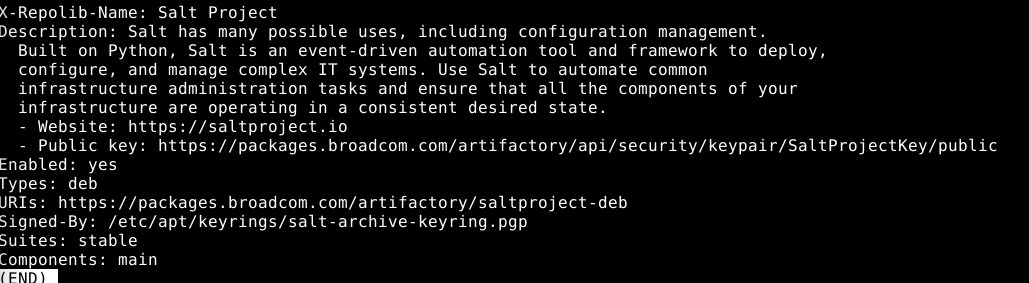 X-Repolib-Name: Salt Project
Description: Salt has many possible uses, including configuration management.
  Built on Python, Salt is an event-driven automation tool and framework to deploy,
  configure, and manage complex IT systems. Use Salt to automate common
  infrastructure administration tasks and ensure that all the components of your
  infrastructure are operating in a consistent desired state.
  - Website: https://saltproject.io
  - Public key: https://packages.broadcom.com/artifactory/api/security/keypair/SaltProjectKey/public
Enabled: yes
Types: deb
URIs: https://packages.broadcom.com/artifactory/saltproject-deb
Signed-By: /etc/apt/keyrings/salt-archive-keyring.pgp
Suites: stable
Components: main
(END)